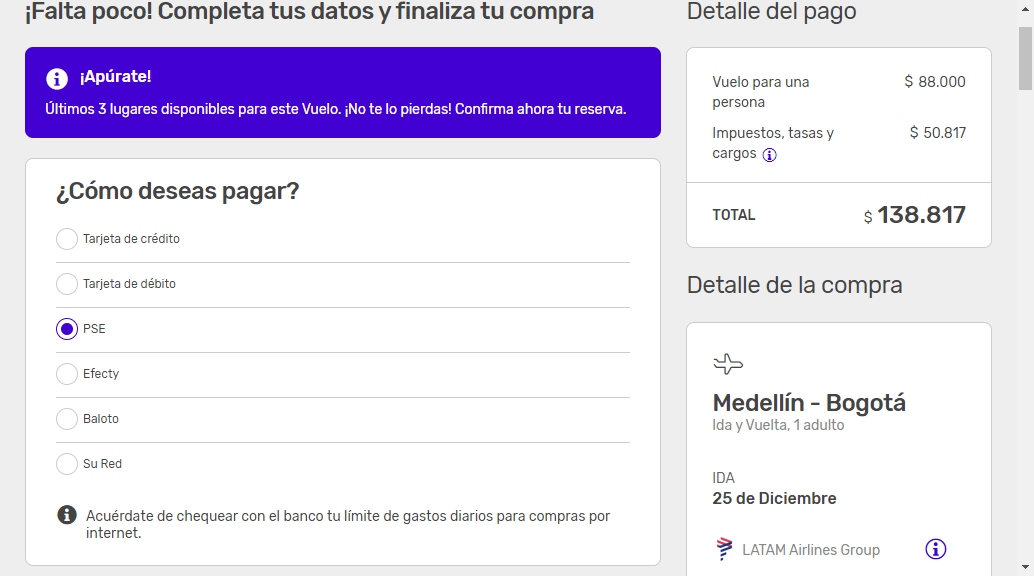 ¡Falta poco! Completa tus datos y finaliza tu compra
¡Apúrate!
Últimos 3 lugares disponibles para este Vuelo. ¡No te lo pierdas! Confirma ahora tu reserva.
¿Cómo deseas pagar?
Tarjeta de crédito
Tarjeta de débito
PSE
Efecty
Baloto
Su Red
Acuérdate de chequear con el banco tu límite de gastos diarios para compras por
internet.
Detalle del pago
Vuelo para una $ 88.000
persona
Impuestos, tasas y $ 50.817
cargos
TOTAL $ 138.817
Detalle de la compra
Medellín - Bogotá
Ida y Vuelta, 1 adulto
IDA
25 de Diciembre
LATAM Airlines Group